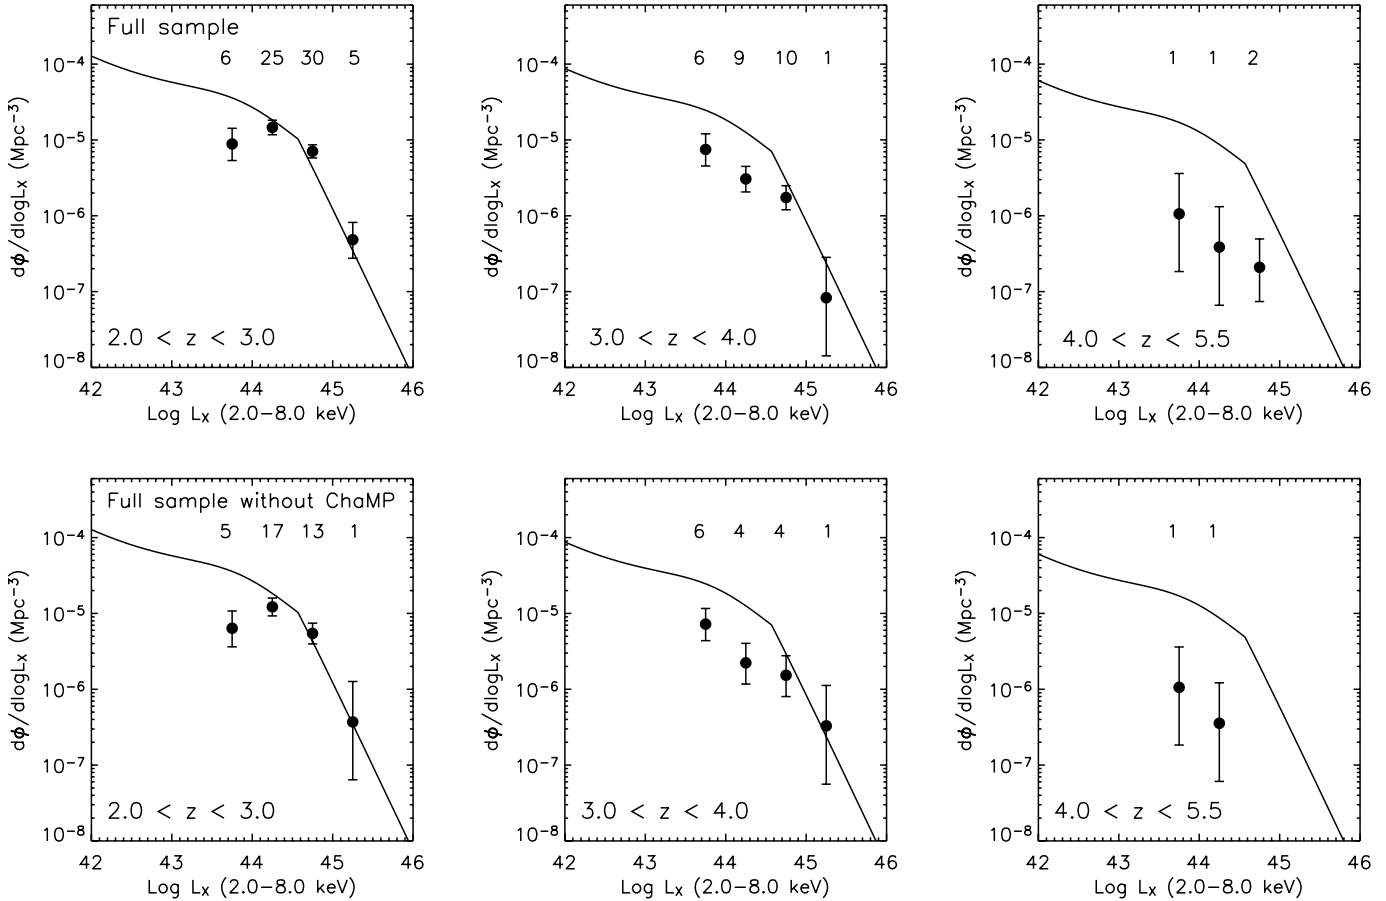 Full sample
6 25 30 5
10−4
10−5
10−6
10−7
10−8
dϕ/dlogLX (Mpc−3)
2.0 < z < 3.0
42 43 44 45 46
Log LX (2.0−8.0 keV)
6 9 10 1
10−4
10−5
10−6
10−7
10−8
dϕ/dlogLX (Mpc−3)
3.0 < z < 4.0
42 43 44 45 46
Log LX (2.0−8.0 keV)
1 1 2
10−4
10−5
10−6
10−7
10−8
dϕ/dlogLX (Mpc−3)
4.0 < z < 5.5
42 43 44 45 46
Log LX (2.0−8.0 keV)
Full sample without ChaMP
5 17 13 1
10−4
10−5
10−6
10−7
10−8
dϕ/dlogLX (Mpc−3)
2.0 < z < 3.0
42 43 44 45 46
Log LX (2.0−8.0 keV)
6 4 4 1
10−4
10−5
10−6
10−7
10−8
dϕ/dlogLX (Mpc−3)
3.0 < z < 4.0
42 43 44 45 46
Log LX (2.0−8.0 keV)
1 1
10−4
10−5
10−6
10−7
10−8
dϕ/dlogLX (Mpc−3)
4.0 < z < 5.5
42 43 44 45 46
Log LX (2.0−8.0 keV)